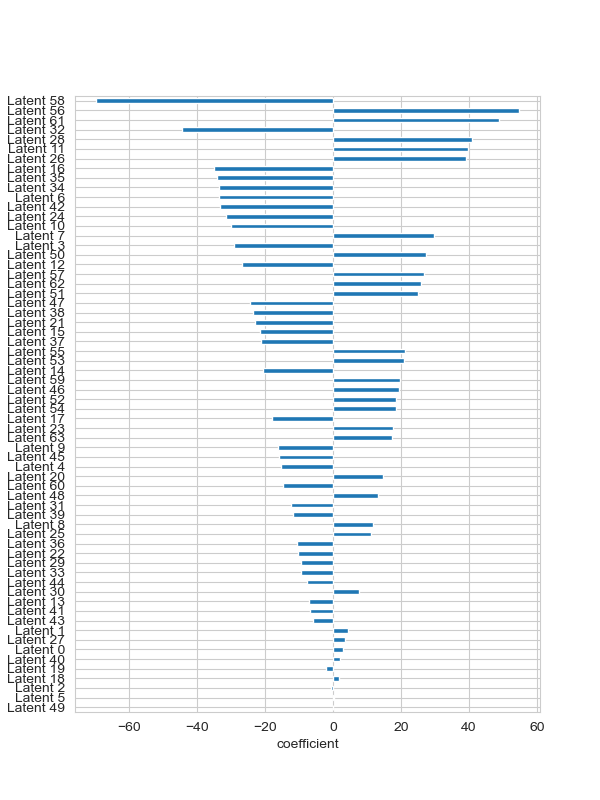 Latent 58
Latent 56
Latent 61
Latent 32
Latent 28
Latent 11
Latent 26
Latent 16
Latent 35
Latent 34
Latent 6
Latent 42
Latent 24
Latent 10
Latent 7
Latent 3
Latent 50
Latent 12
Latent 57
Latent 62
Latent 51
Latent 47
Latent 38
Latent 21
Latent 15
Latent 37
Latent 55
Latent 53
Latent 14
Latent 59
Latent 46
Latent 52
Latent 54
Latent 17
Latent 23
Latent 63
Latent 9
Latent 45
Latent 4
Latent 20
Latent 60
Latent 48
Latent 31
Latent 39
Latent 8
Latent 25
Latent 36
Latent 22
Latent 29
Latent 33
Latent 44
Latent 30
Latent 13
Latent 41
Latent 43
Latent 1
Latent 27
Latent 0
Latent 40
Latent 19
Latent 18
Latent 2
Latent 5
Latent 49
−60 −40 −20 0 20 40 60
coefficient